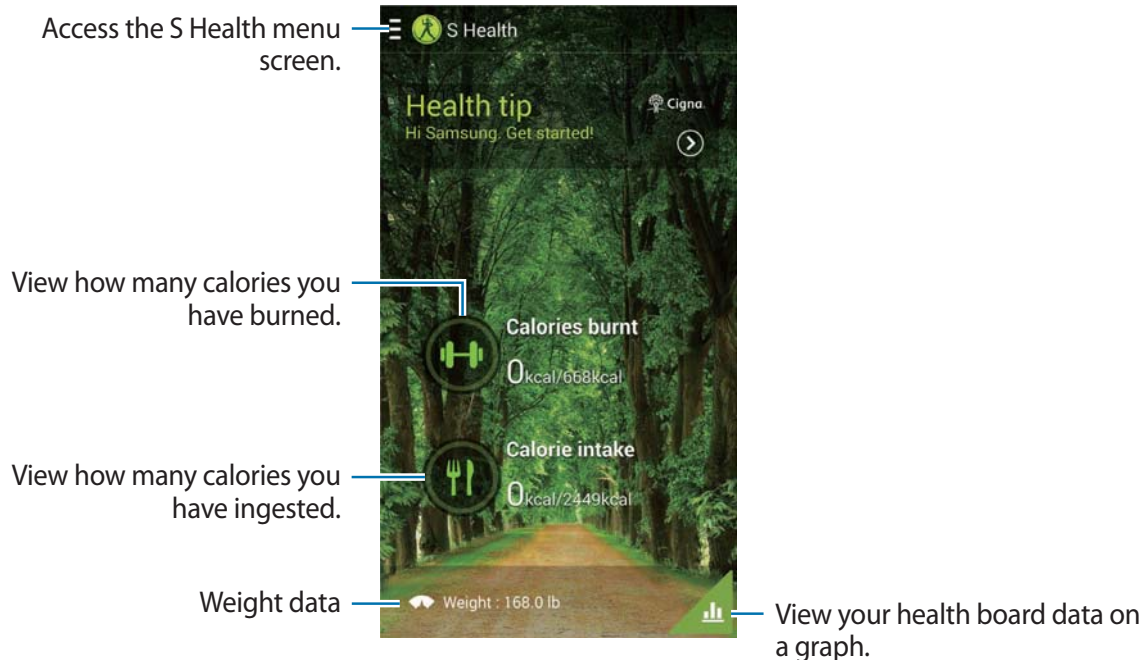 Access the S Health menu
screen.
S Health
Health tip
Cigna
Hi Samsung. Get started!
View how many calories you
have burned.
Calories burnt
0kcal/668kcal
View how many calories you
have ingested.
Calorie intake
0kcal/2449kcal
Weight data
Weight : 168.0 lb
View your health board data on
a graph.